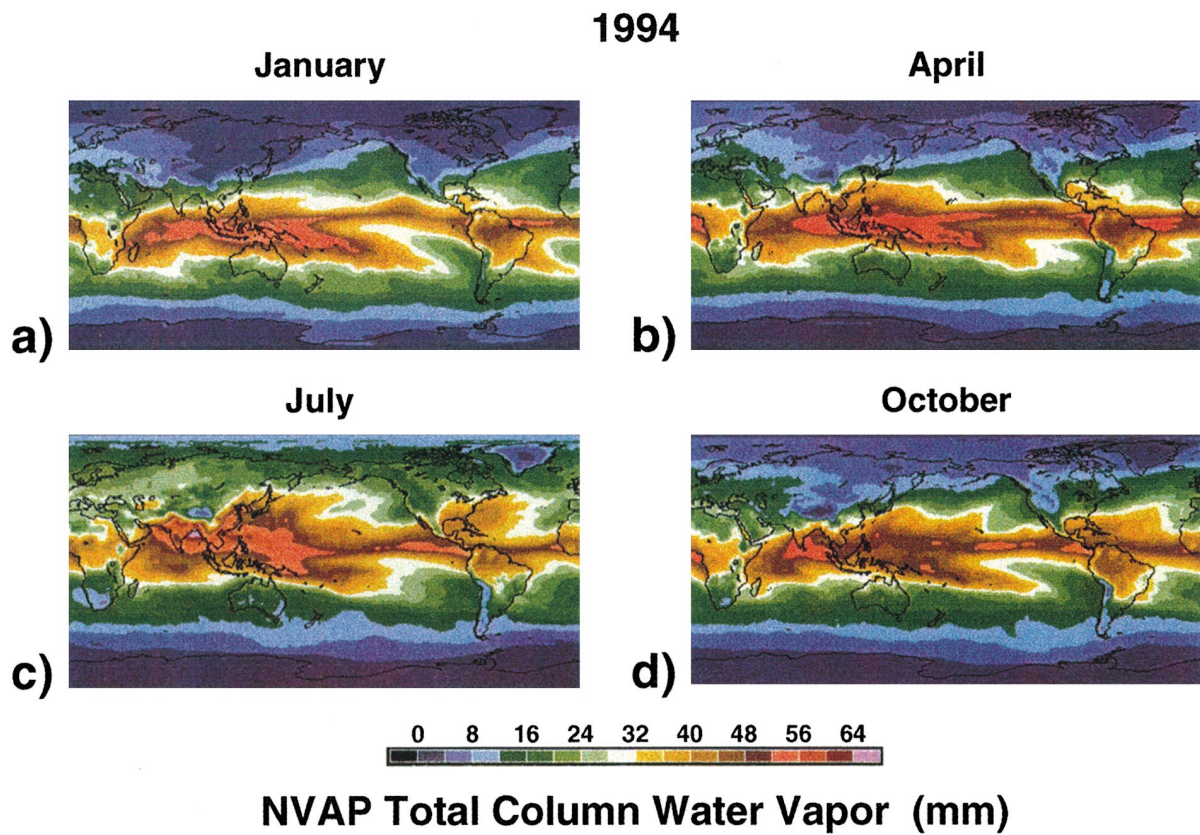 1994
January
April
a)
b)
July
October
c)
d)
0 8 16 24 32 40 48 56 64
NVAP Total Column Water Vapor (mm)